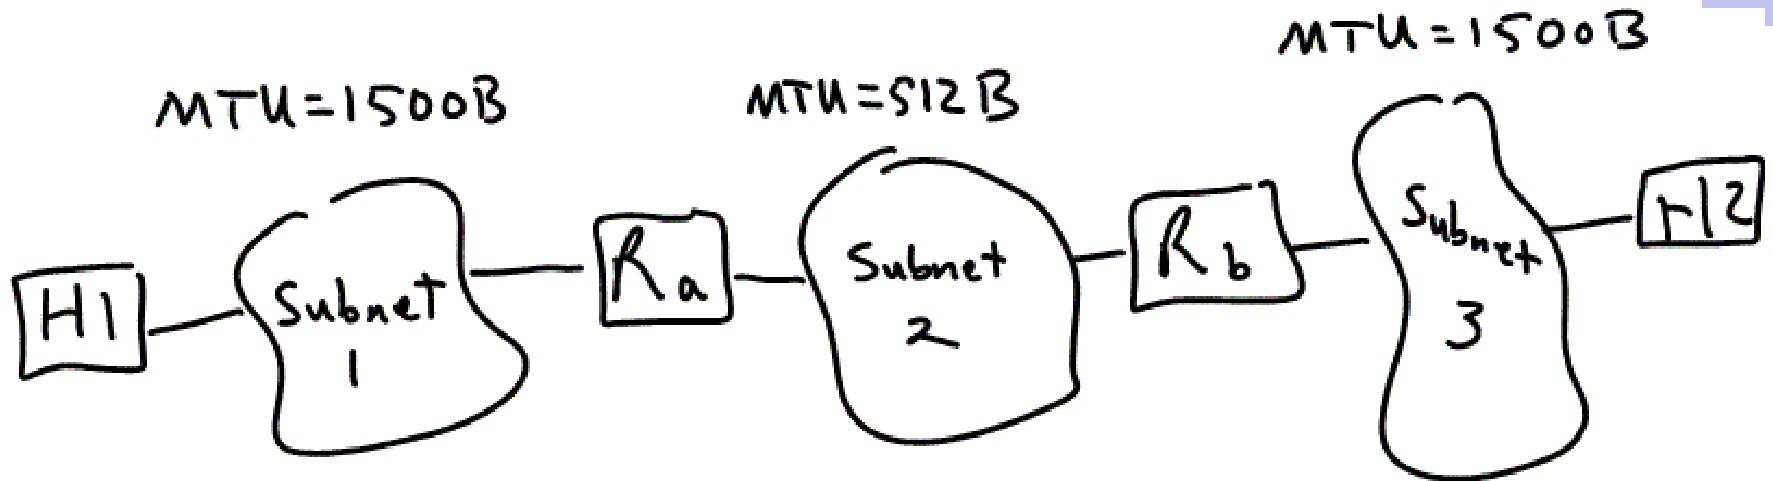 MTU=1500B
MTU=512B
MTU=1500B
H1
Subnet
1
Ra
Subnet
2
Rb
Subnet
3
H2